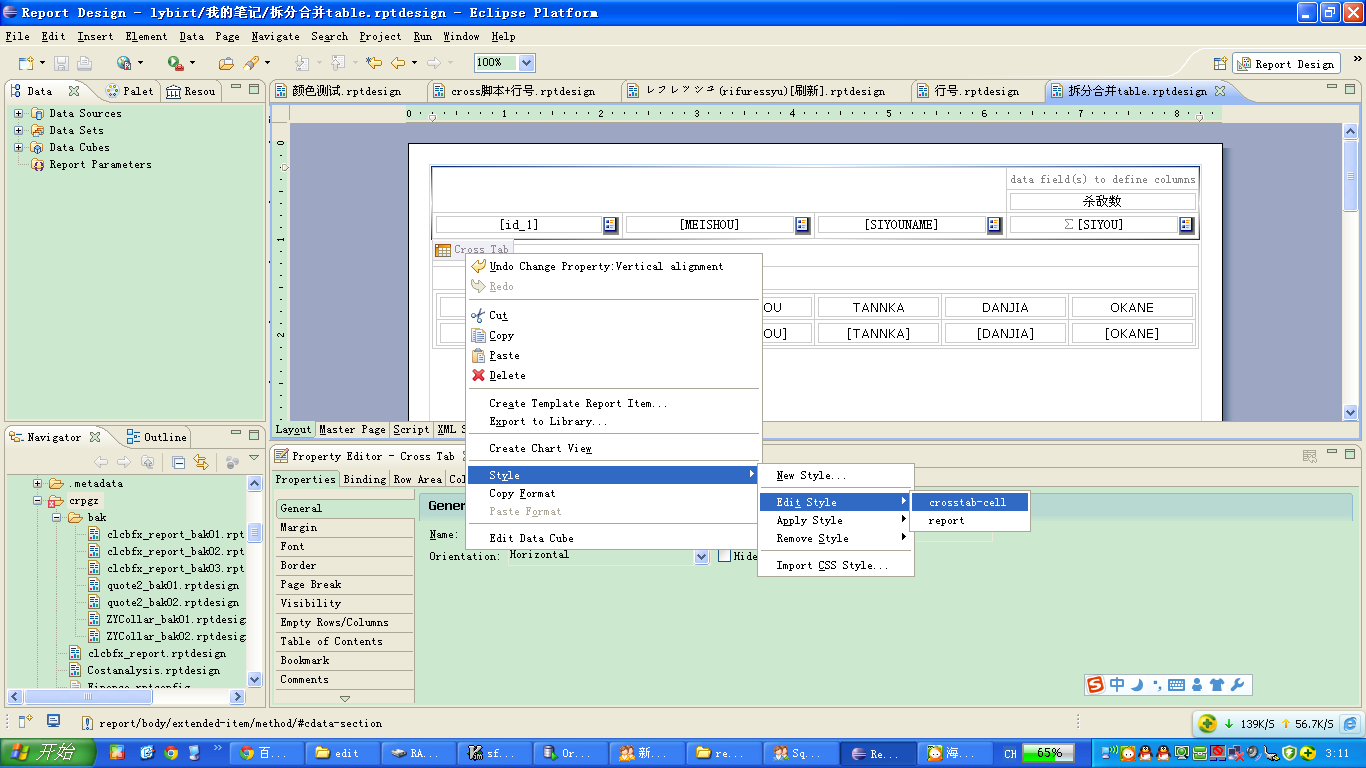 Report Design - lybirt/我的笔记/拆分合并table.rptdesign - Eclipse Platform
File Edit Insert Element Data Page Navigate Search Project Run Window Help
100%
Report Design
Data Palet Resou
颜色测试.rptdesign cross脚本+行号.rptdesign レフレッシュ(rifuressyu)[刷新].rptdesign 行号.rptdesign 拆分合并table.rptdesign
0 1 2 3 4 5 6 7 8
Data Sources
Data Sets
Data Cubes
Report Parameters
0
1
2
data field(s) to define columns
杀敌数
[id_1] [MEISHOU] [SIYOUNAME] Σ[SIYOU]
Cross Tab
OU TANNKA DANJIA OKANE
OU] [TANNKA] [DANJIA] [OKANE]
Undo Change Property:Vertical alignment
Redo
Cut
Copy
Paste
Delete
Create Template Report Item...
Export to Library...
Create Chart View
Style
Copy Format
Paste Format
Edit Data Cube
New Style...
Edit Style
Apply Style
Remove Style
Import CSS Style...
crosstab-cell
report
Layout Master Page Script XML S
Navigator Outline
.metadata
crpgz
bak
clcbfx_report_bak01.rpt
clcbfx_report_bak02.rpt
clcbfx_report_bak03.rpt
quote2_bak01.rptdesign
quote2_bak02.rptdesign
ZYCollar_bak01.rptdesig
ZYCollar_bak02.rptdesig
clcbfx_report.rptdesign
Costanalysis.rptdesign
Finance.rptconfig
Property Editor - Cross Tab
Properties Binding Row Area Co
General
Margin
Font
Border
Page Break
Visibility
Empty Rows/Columns
Table of Contents
Bookmark
Comments
Gener
Name:
Orientation: Horizontal Hide
中
report/body/extended-item/method/#cdata-section
139K/S 56.7K/S
开始 百... edit RA... sf... Or... 新... re... Sq... Re... 海... CH 65% 3:11